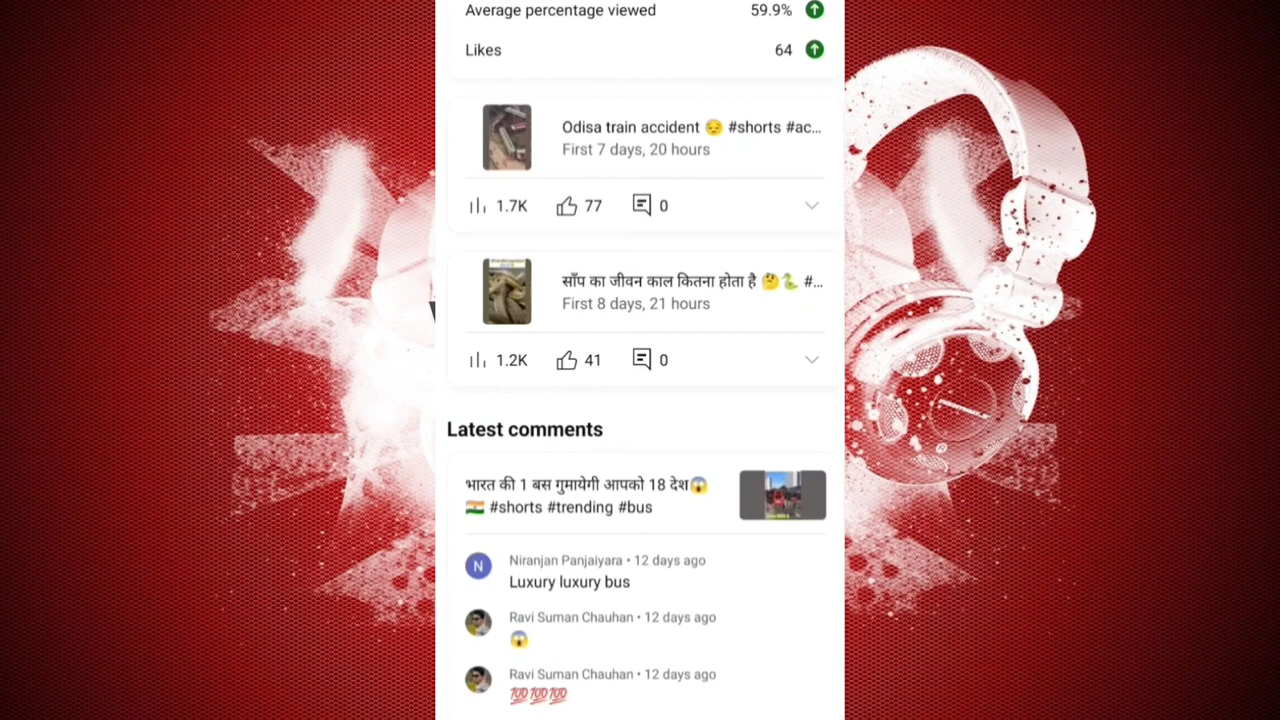 Average percentage viewed 59.9%
Likes 64
Odisa train accident 😔 #shorts #ac...
First 7 days, 20 hours
1.7K 77 0
साँप का जीवन काल कितना होता है 🤔🐍 #...
First 8 days, 21 hours
1.2K 41 0
Latest comments
भारत की 1 बस गुमायेगी आपको 18 देश😱
🇮🇳 #shorts #trending #bus
N Niranjan Panjaiyara • 12 days ago
Luxury luxury bus
Ravi Suman Chauhan • 12 days ago
😱
Ravi Suman Chauhan • 12 days ago
💯💯💯